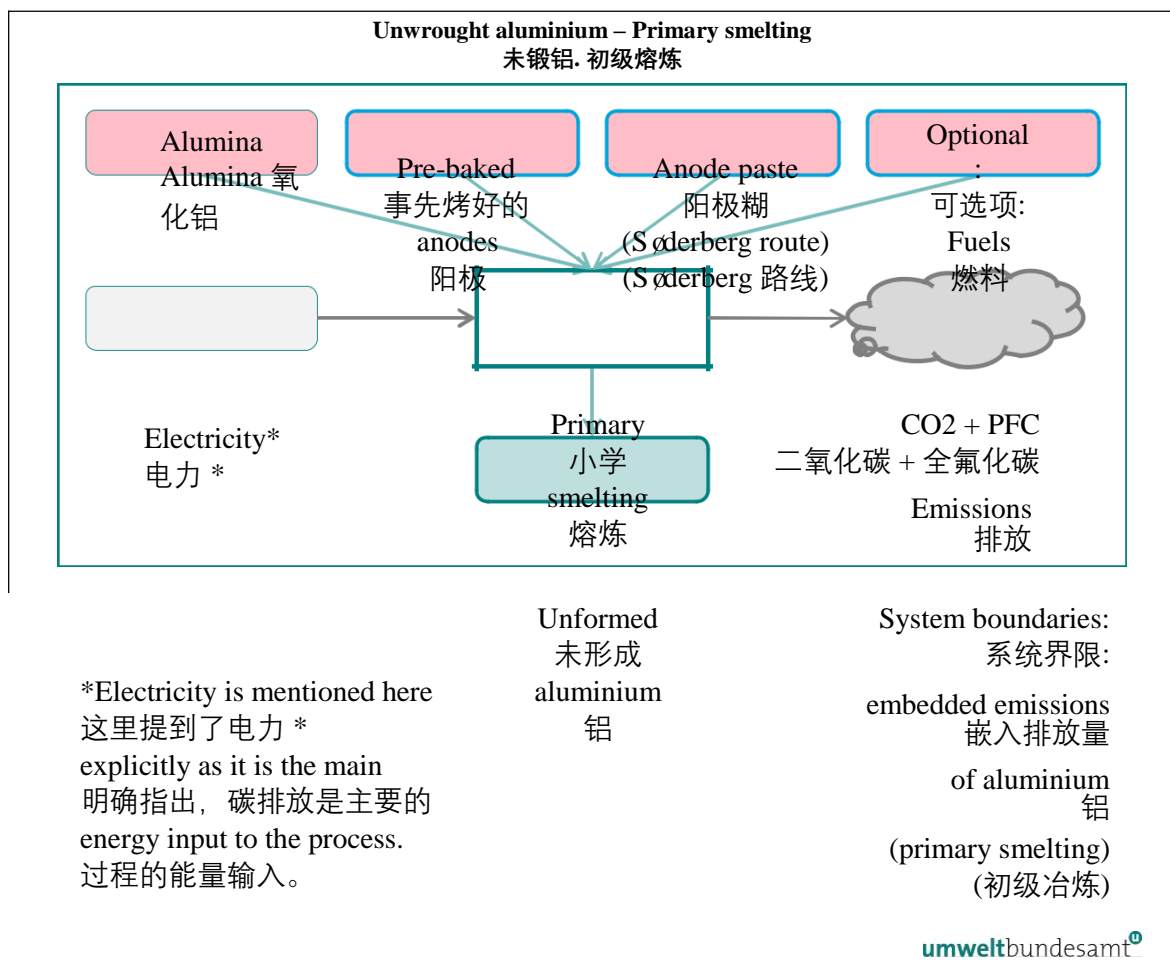 Unwrought aluminium – Primary smelting
未锻铝. 初级熔炼
Alumina
Alumina 氧
化铝
Pre-baked
事先烤好的
anodes
阳极
Anode paste
阳极糊
(Søderberg route)
(Søderberg 路线)
Optional
:
可选项:
Fuels
燃料
Electricity*
电力 *
Primary
小学
smelting
熔炼
CO2 + PFC
二氧化碳 + 全氟化碳
Emissions
排放
*Electricity is mentioned here
这里提到了电力 *
explicitly as it is the main
明确指出，碳排放是主要的
energy input to the process.
过程的能量输入。
Unformed
未形成
aluminium
铝
System boundaries:
系统界限:
embedded emissions
嵌入排放量
of aluminium
铝
(primary smelting)
(初级冶炼)
umweltbundesamt